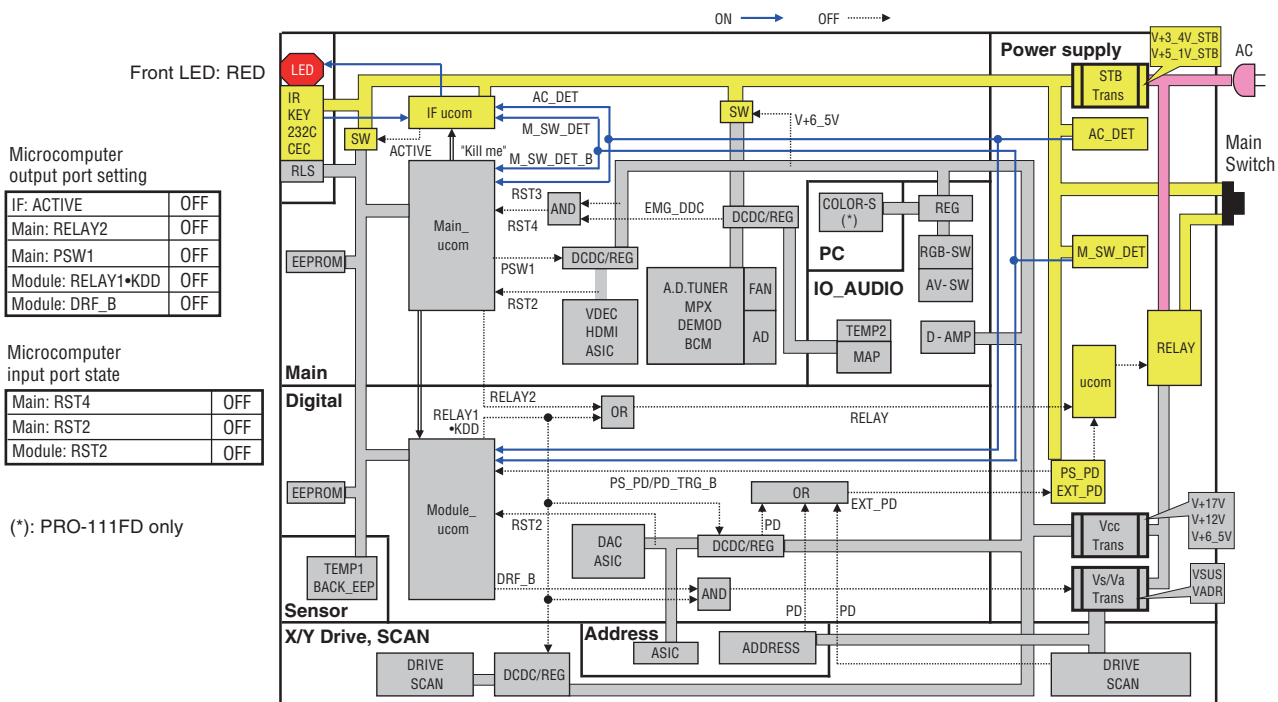 ON
OFF
Front LED: RED
LED
IR
KEY
232C
CEC
RLS
SW
IF ucom
AC_DET
M_SW_DET
M_SW_DET_B
ACTIVE
"Kill me"
SW
V+6_5V
Power supply
V+3_4V_STB
V+5_1V_STB
AC
STB
Trans
AC_DET
Main
Switch
M_SW_DET
Microcomputer
output port setting
IF: ACTIVE OFF
Main: RELAY2 OFF
Main: PSW1 OFF
Module: RELAY1•KDD OFF
Module: DRF_B OFF
Microcomputer
input port state
Main: RST4 OFF
Main: RST2 OFF
Module: RST2 OFF
(*): PRO-111FD only
EEPROM
Main_
ucom
RST3
RST4
AND
EMG_DDC
DCDC/REG
PSW1
DCDC/REG
RST2
VDEC
HDMI
ASIC
A.D.TUNER
MPX
DEMOD
BCM
FAN
AD
COLOR-S
(*)
PC
REG
RGB-SW
AV-SW
IO_AUDIO
TEMP2
MAP
D-AMP
Main
RELAY
ucom
Digital
RELAY2
RELAY1
•KDD
OR
RELAY
EEPROM
Module_
ucom
PS_PD/PD_TRG_B
OR
EXT_PD
PS_PD
EXT_PD
RST2
DAC
ASIC
PD
DCDC/REG
Vcc
Trans
V+17V
V+12V
V+6_5V
DRF_B
AND
Vs/Va
Trans
VSUS
VADR
TEMP1
BACK_EEP
Sensor
PD
PD
X/Y Drive, SCAN
Address
ASIC
ADDRESS
DRIVE
SCAN
DCDC/REG
DRIVE
SCAN